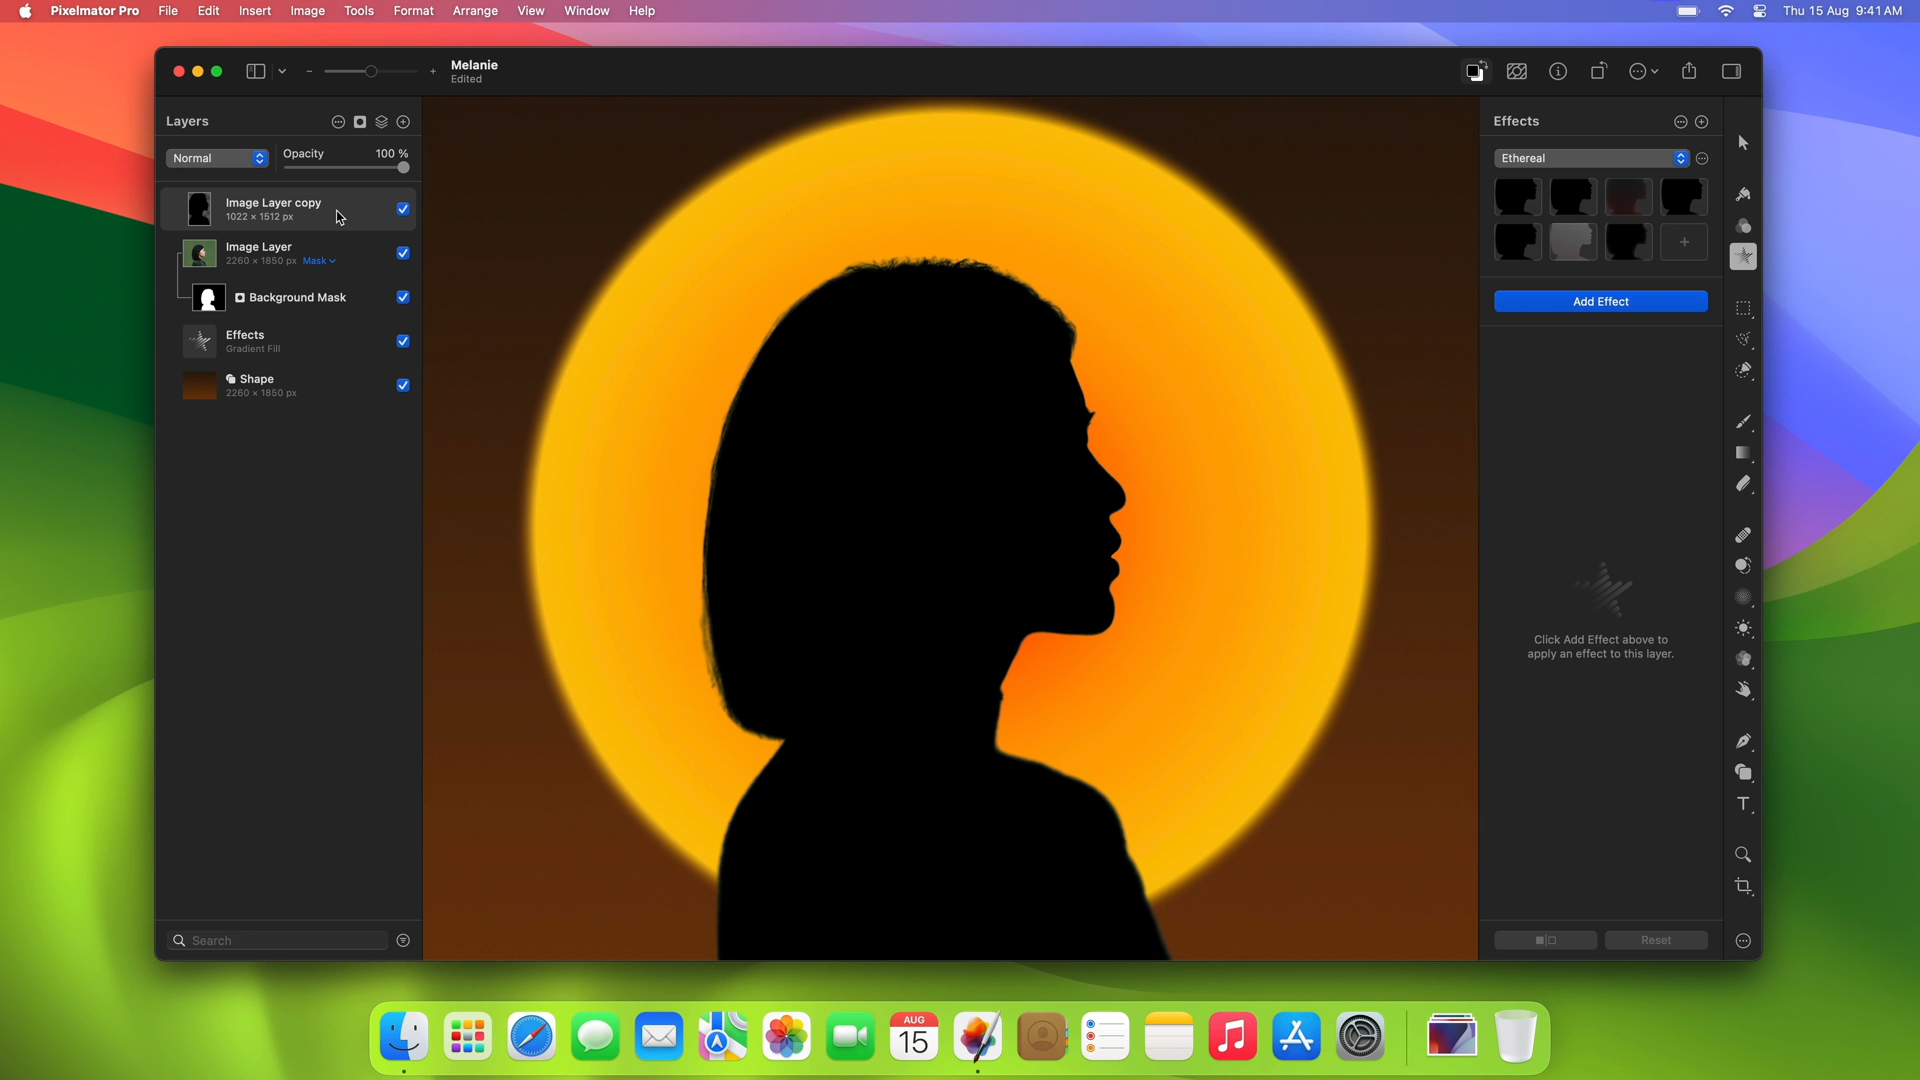 Pixelmator Pro File Edit Insert Image Tools Format Arrange View Window Help Thu 15 Aug 9:41 AM
Melanie
Edited
Layers
Normal Opacity 100 %
Image Layer copy
1022 × 1512 px
Image Layer
2260 × 1850 px Mask
Background Mask
Effects
Gradient Fill
Shape
2260 × 1850 px
Search
Effects
Ethereal
Add Effect
Click Add Effect above to
apply an effect to this layer.
Reset
AUG
15